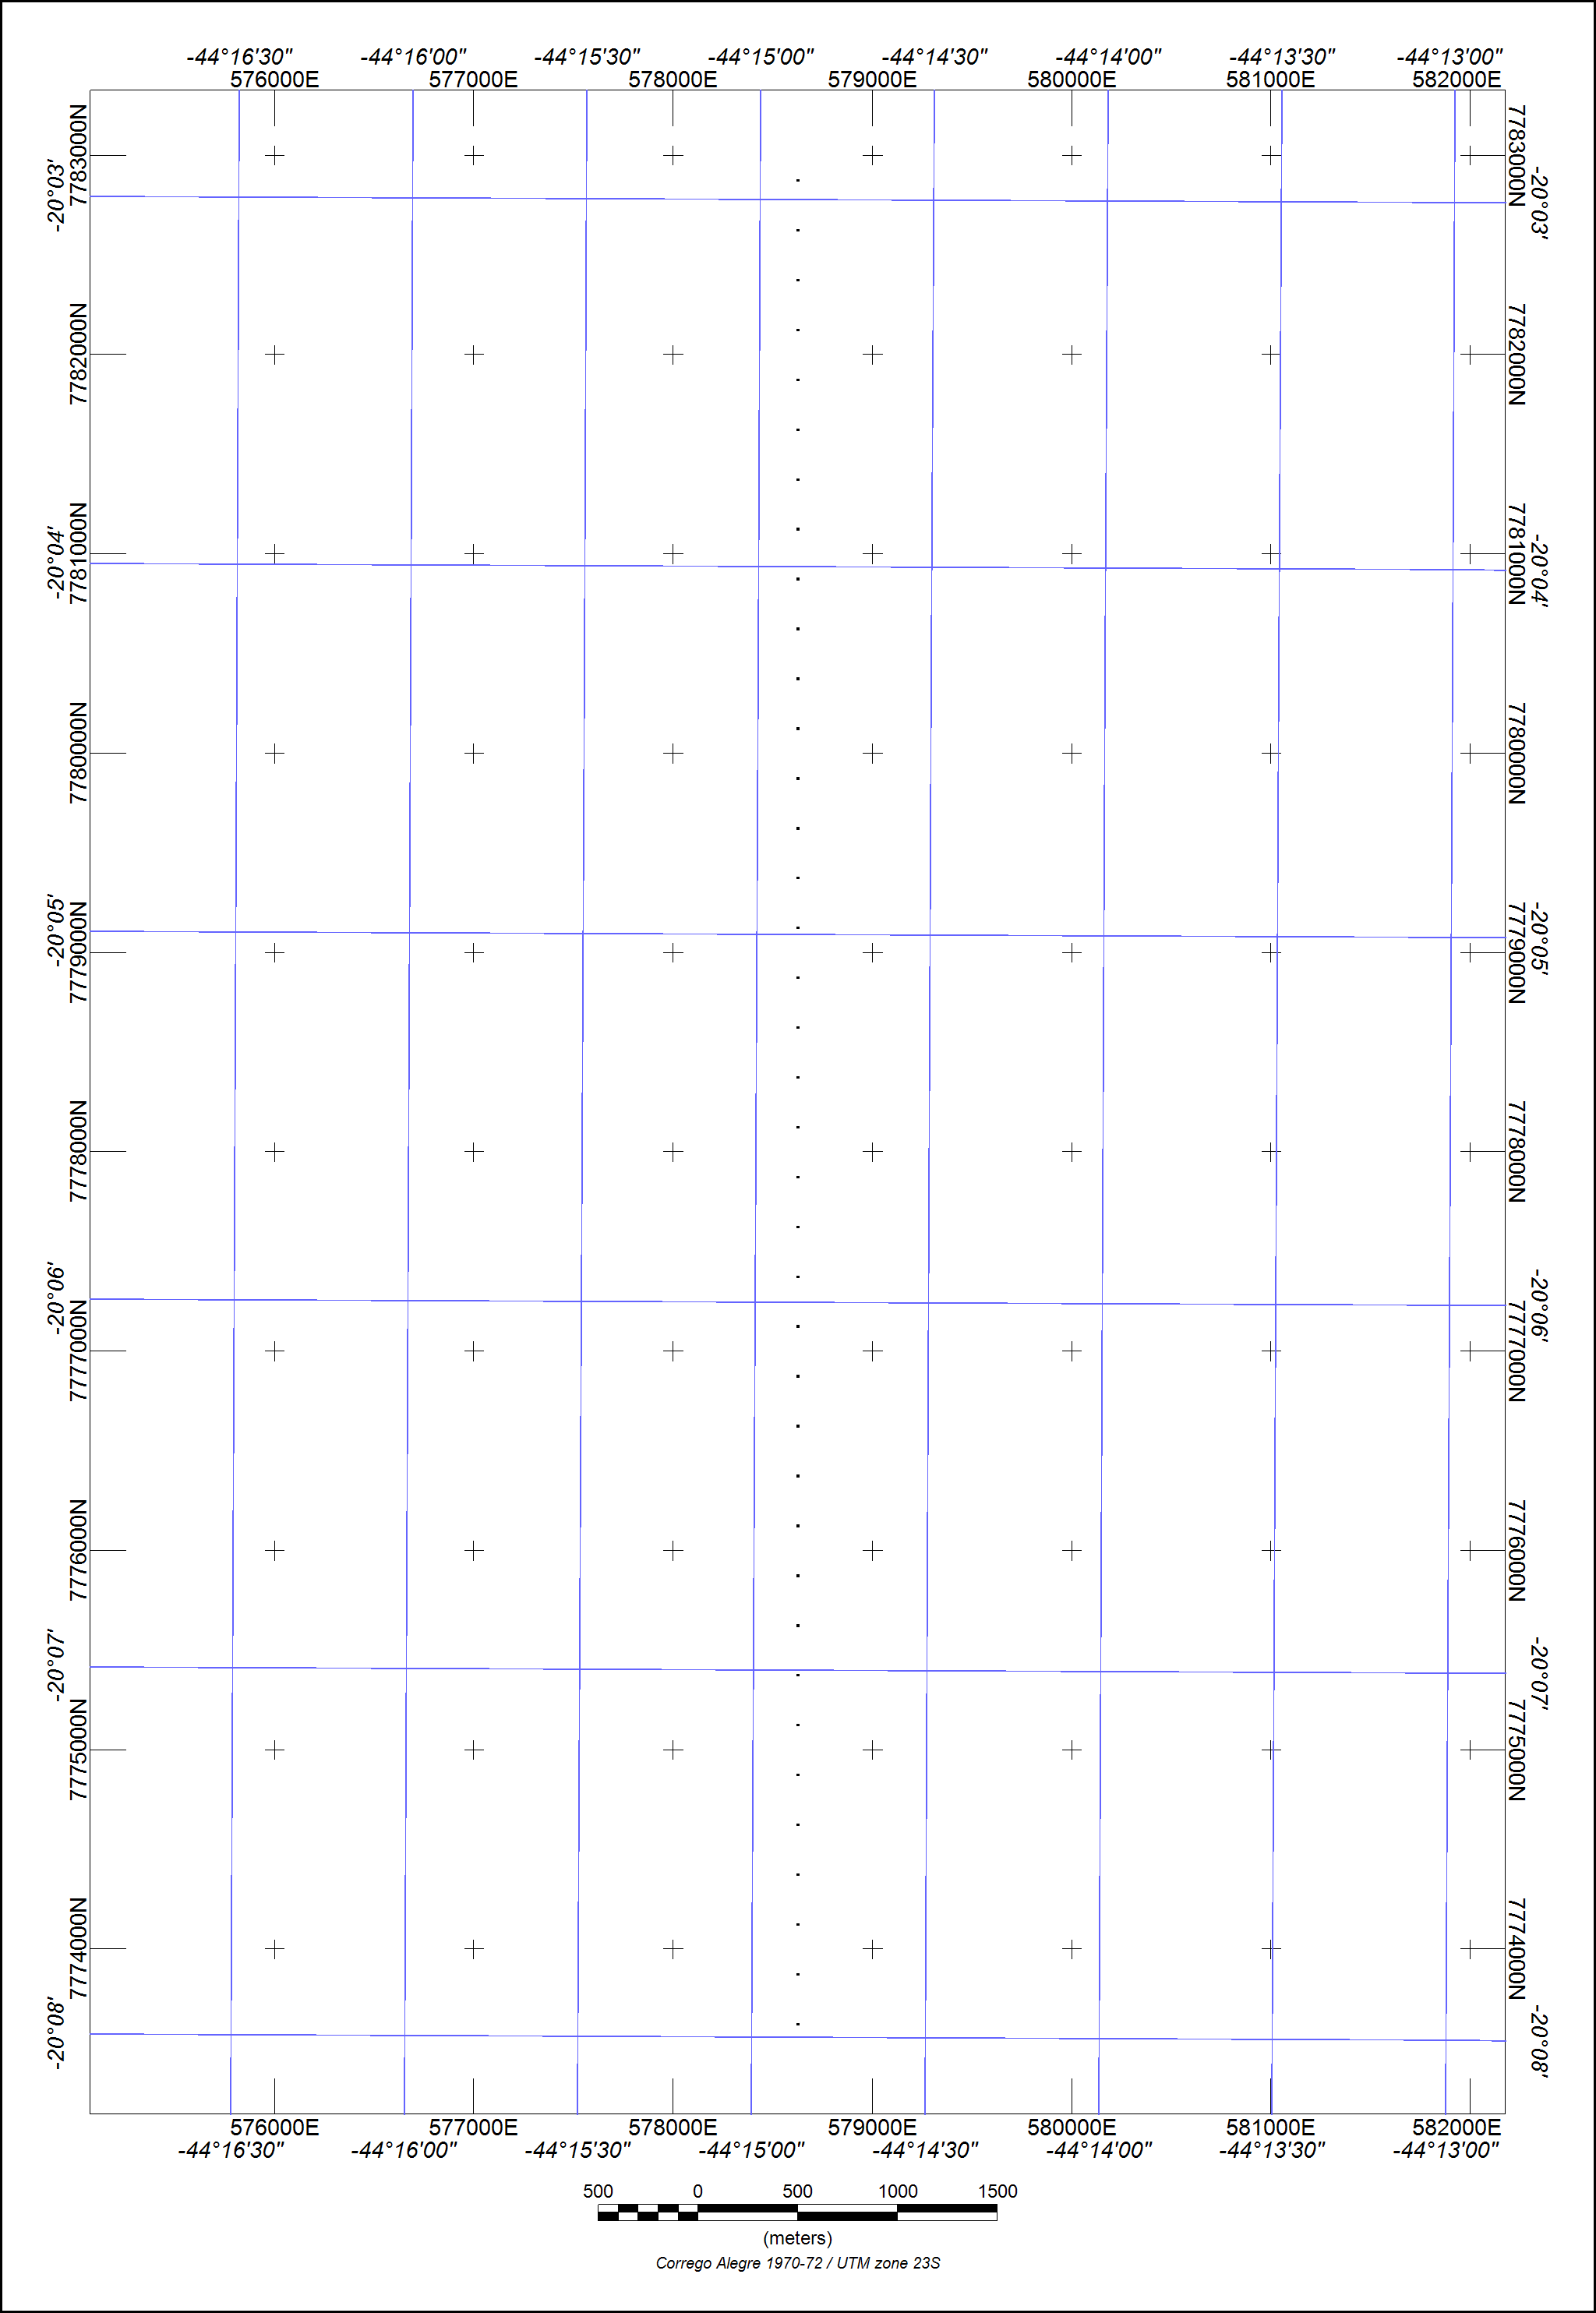 -44°16'30" -44°16'00" -44°15'30" -44°15'00" -44°14'30" -44°14'00" -44°13'30" -44°13'00"
576000E 577000E 578000E 579000E 580000E 581000E 582000E
7783000N 7783000N
-20°03' -20°03'
7782000N 7782000N
7781000N 7781000N
-20°04' -20°04'
7780000N 7780000N
-20°05' -20°05'
7779000N 7779000N
7778000N 7778000N
-20°06' -20°06'
7777000N 7777000N
7776000N 7776000N
-20°07' -20°07'
7775000N 7775000N
7774000N 7774000N
-20°08' -20°08'
576000E 577000E 578000E 579000E 580000E 581000E 582000E
-44°16'30" -44°16'00" -44°15'30" -44°15'00" -44°14'30" -44°14'00" -44°13'30" -44°13'00"
500 0 500 1000 1500
(meters)
Corrego Alegre 1970-72 / UTM zone 23S